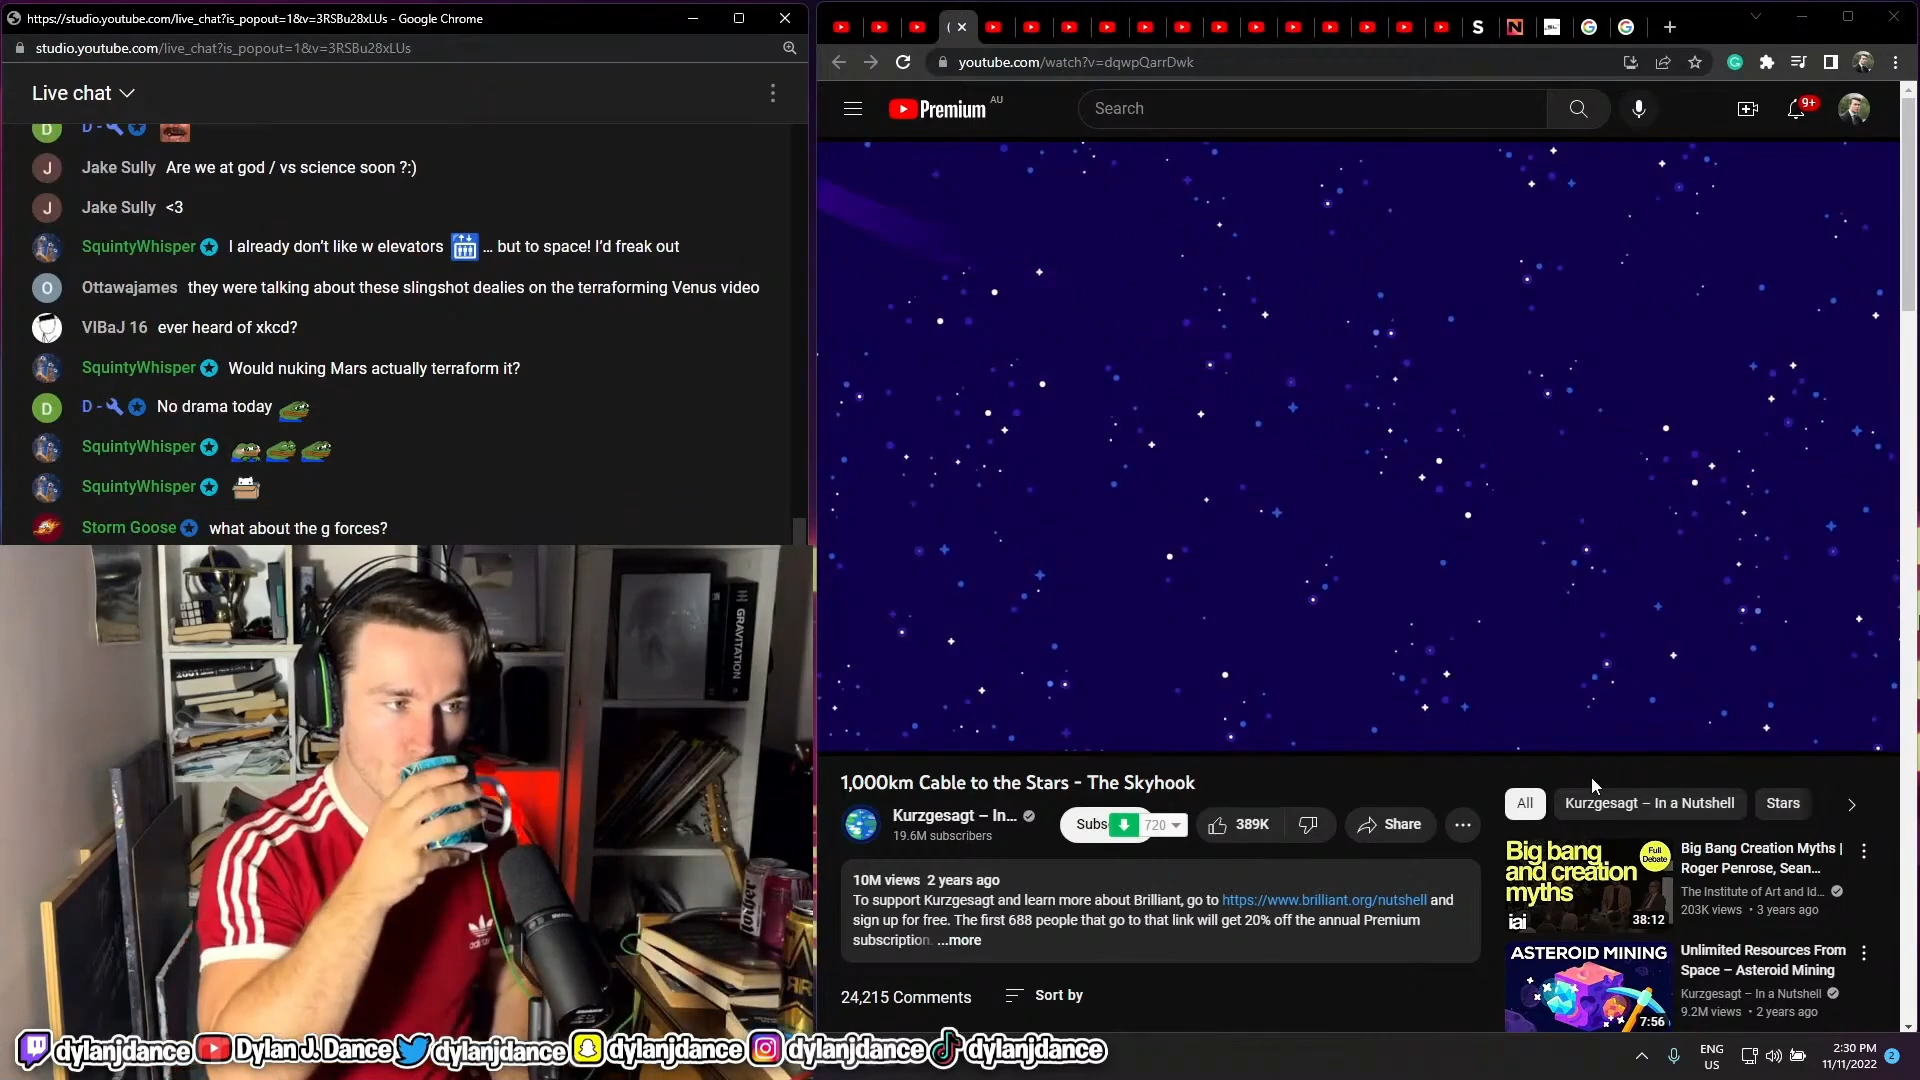 https://studio.youtube.com/live_chat?is_popout=1&v=3RSBu28xLUs - Google Chrome
studio.youtube.com/live_chat?is_popout=1&v=3RSBu28xLUs
Live chat
D -
Jake Sully Are we at god / vs science soon ?:)
Jake Sully <3
SquintyWhisper I already don't like w elevators ... but to space! I'd freak out
Ottawajames they were talking about these slingshot dealies on the terraforming Venus video
VIBaJ 16 ever heard of xkcd?
SquintyWhisper Would nuking Mars actually terraform it?
D - No drama today
SquintyWhisper
SquintyWhisper
Storm Goose what about the g forces?
GRAVITATION
youtube.com/watch?v=dqwpQarrDwk
Premium AU
Search
9+
1,000km Cable to the Stars - The Skyhook
Kurzgesagt – In...
19.6M subscribers
Subs
720
389K
Share
10M views 2 years ago
To support Kurzgesagt and learn more about Brilliant, go to https://www.brilliant.org/nutshell and
sign up for free. The first 688 people that go to that link will get 20% off the annual Premium
subscription. ...more
24,215 Comments
Sort by
All
Kurzgesagt – In a Nutshell
Stars
Big bang
and creation
myths
Full
Debate
iai
38:12
Big Bang Creation Myths |
Roger Penrose, Sean...
The Institute of Art and Id...
203K views • 3 years ago
ASTEROID MINING
7:56
Unlimited Resources From
Space – Asteroid Mining
Kurzgesagt – In a Nutshell
9.2M views • 2 years ago
dylanjdance Dylan J. Dance dylanjdance dylanjdance dylanjdance dylanjdance
ENG
US
2:30 PM
11/11/2022
2